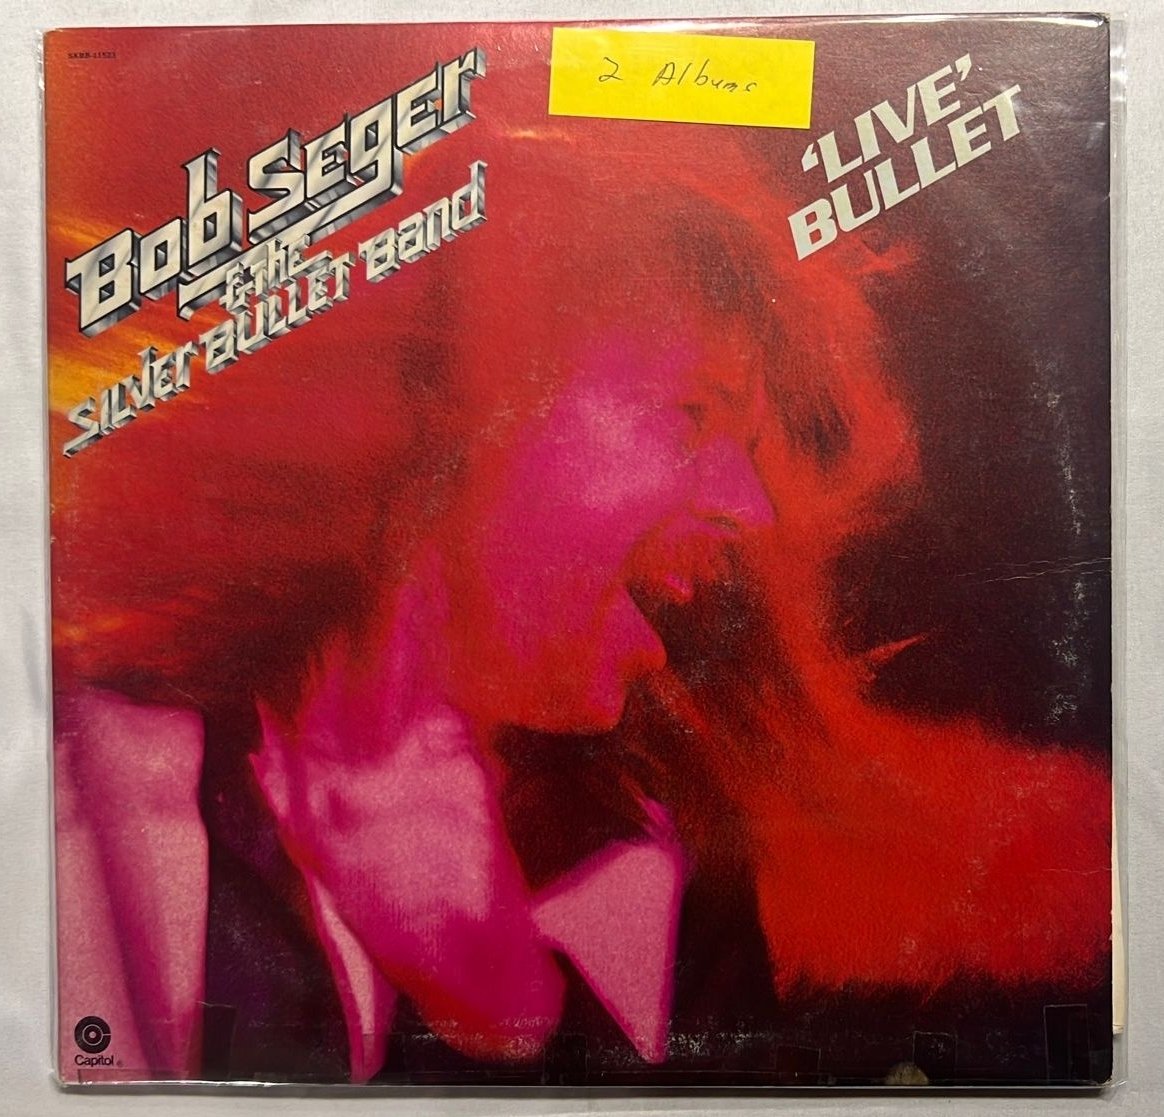 SKBB-11523
2 Albums
Bob Seger
& the
Silver Bullet Band
'LIVE'
BULLET
Capitol®